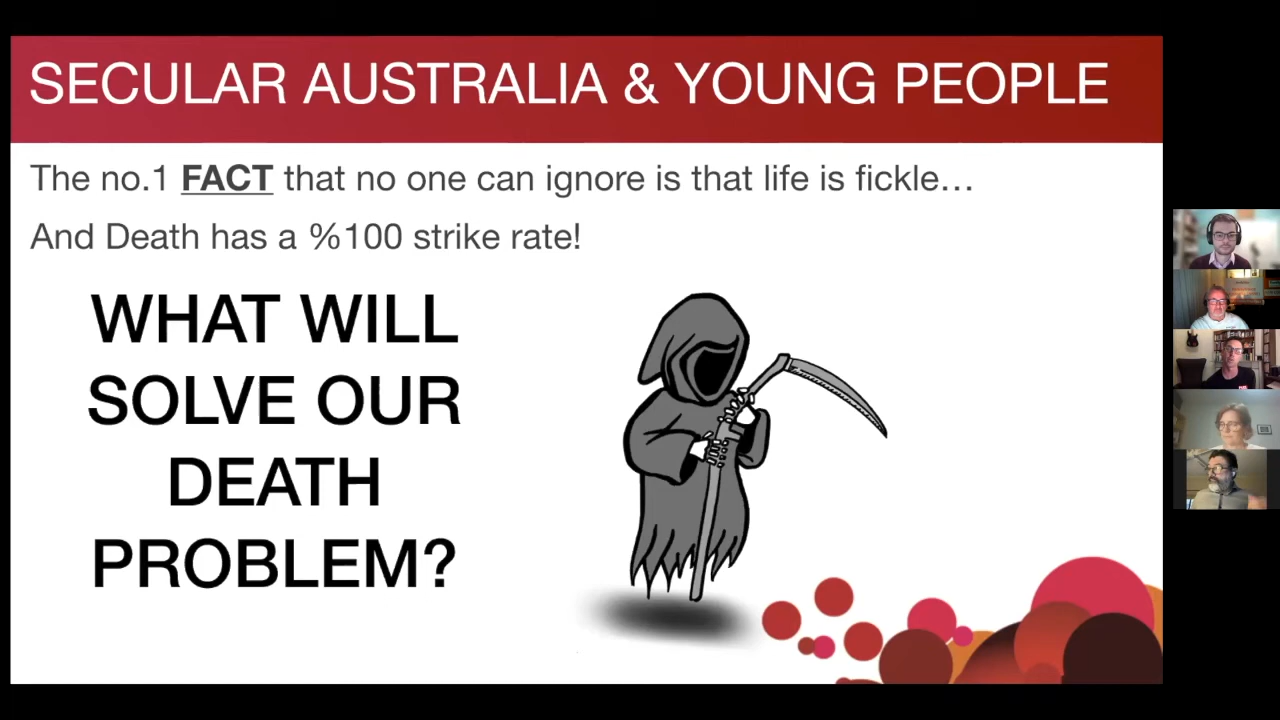 SECULAR AUSTRALIA & YOUNG PEOPLE
The no.1 FACT that no one can ignore is that life is fickle…
And Death has a %100 strike rate!
WHAT WILL
SOLVE OUR
DEATH
PROBLEM?